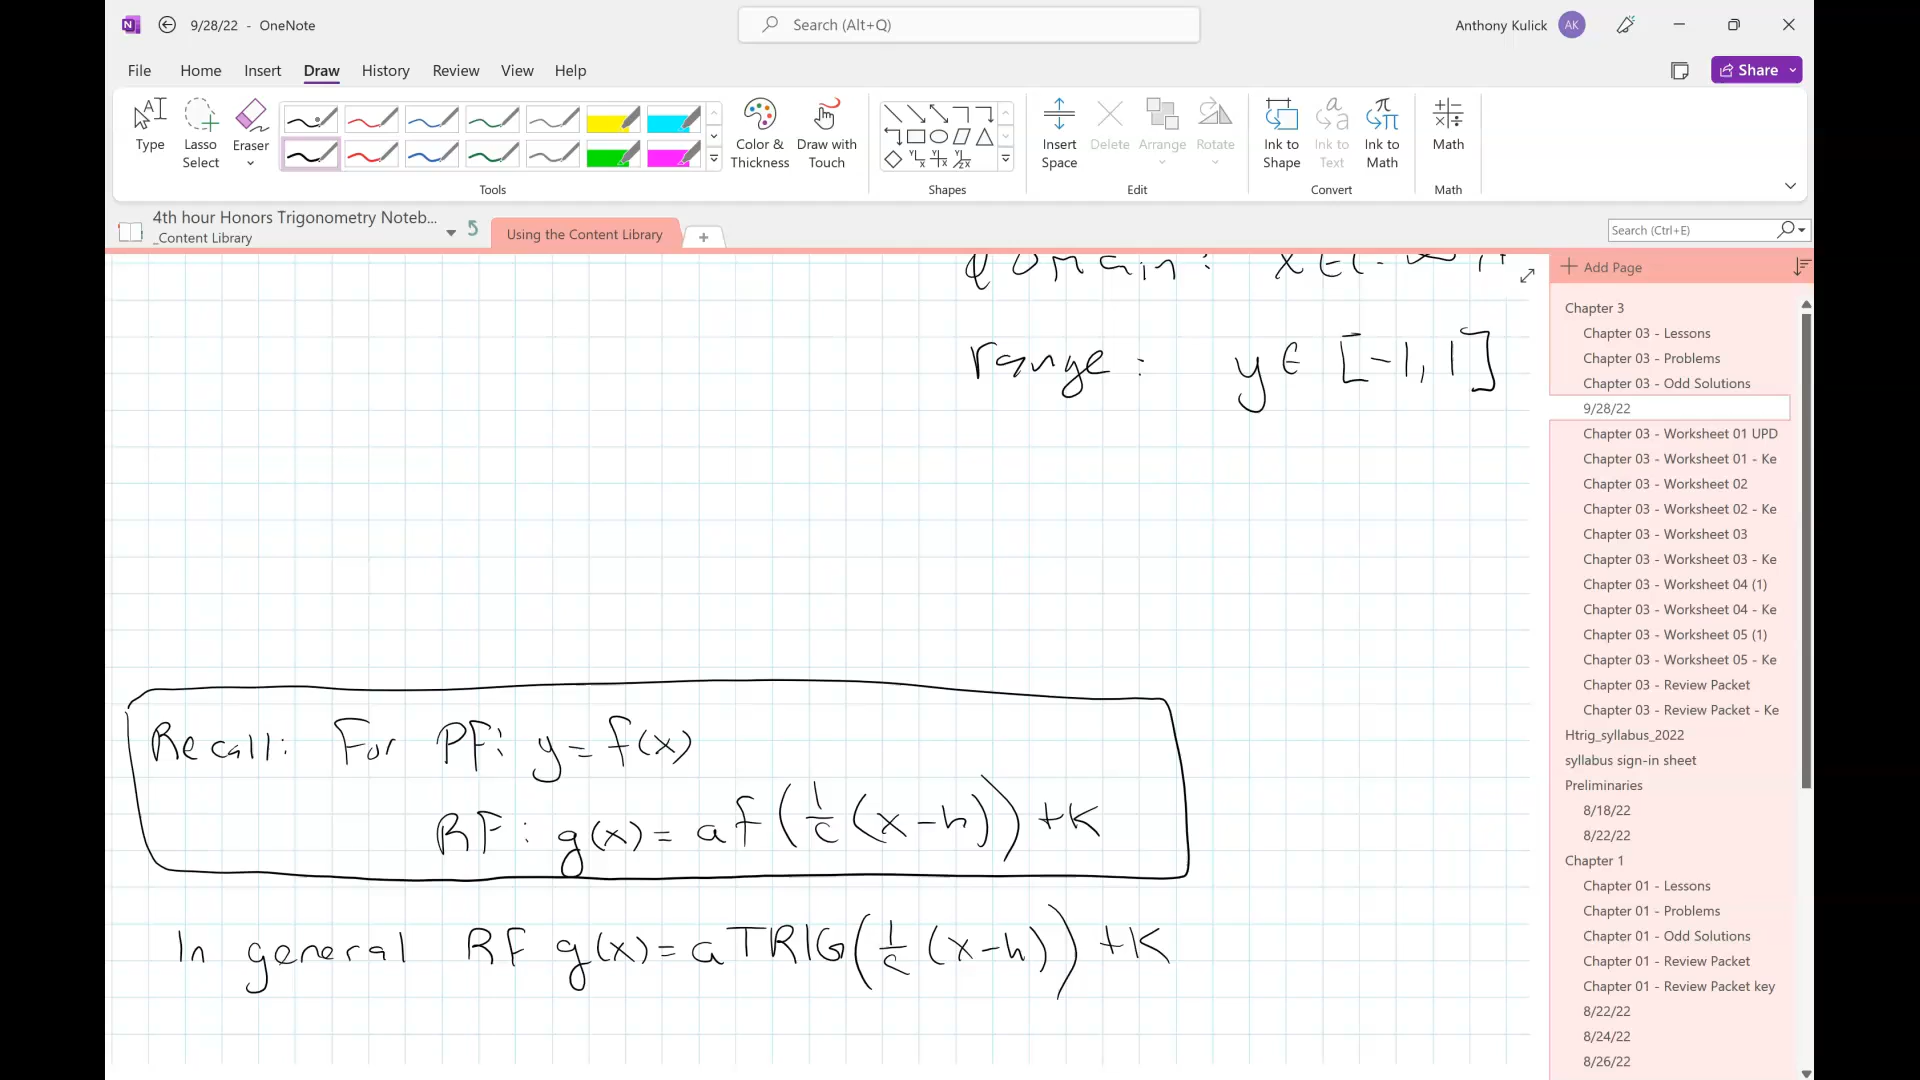 9/28/22 - OneNote
Search (Alt+Q)
Anthony Kulick
AK
File Home Insert Draw History Review View Help
Share
Type
Lasso Select
Eraser
Color & Thickness
Draw with Touch
Insert Space
Delete
Arrange
Rotate
Ink to Shape
Ink to Text
Ink to Math
Math
Tools
Shapes
Edit
Convert
Math
4th hour Honors Trigonometry Noteb...
_Content Library
Using the Content Library
Search (Ctrl+E)
domain: x∈(-∞,
range: y∈ [-1, 1]
Recall: For PF: y = f(x)
RF: g(x) = a f(1/c (x-h)) + k
In general RF g(x) = a TRIG(1/c (x-h)) + k
Add Page
Chapter 3
Chapter 03 - Lessons
Chapter 03 - Problems
Chapter 03 - Odd Solutions
9/28/22
Chapter 03 - Worksheet 01 UPD
Chapter 03 - Worksheet 01 - Ke
Chapter 03 - Worksheet 02
Chapter 03 - Worksheet 02 - Ke
Chapter 03 - Worksheet 03
Chapter 03 - Worksheet 03 - Ke
Chapter 03 - Worksheet 04 (1)
Chapter 03 - Worksheet 04 - Ke
Chapter 03 - Worksheet 05 (1)
Chapter 03 - Worksheet 05 - Ke
Chapter 03 - Review Packet
Chapter 03 - Review Packet - Ke
Htrig_syllabus_2022
syllabus sign-in sheet
Preliminaries
8/18/22
8/22/22
Chapter 1
Chapter 01 - Lessons
Chapter 01 - Problems
Chapter 01 - Odd Solutions
Chapter 01 - Review Packet
Chapter 01 - Review Packet key
8/22/22
8/24/22
8/26/22